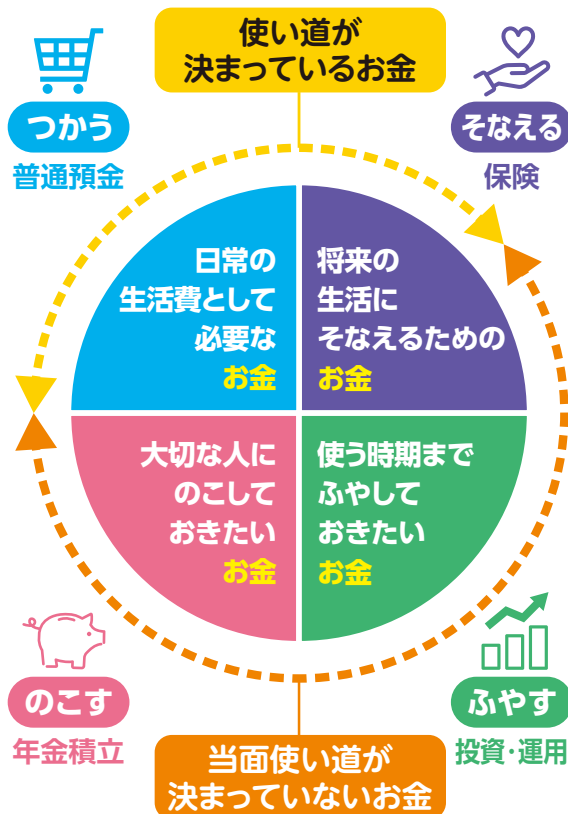 使い道が
決まっているお金
つかう
普通預金
そなえる
保険
日常の
生活費として
必要な
お金
将来の
生活に
そなえるための
お金
大切な人に
のこして
おきたい
お金
使う時期まで
ふやして
おきたい
お金
のこす
年金積立
ふやす
投資・運用
当面使い道が
決まっていないお金